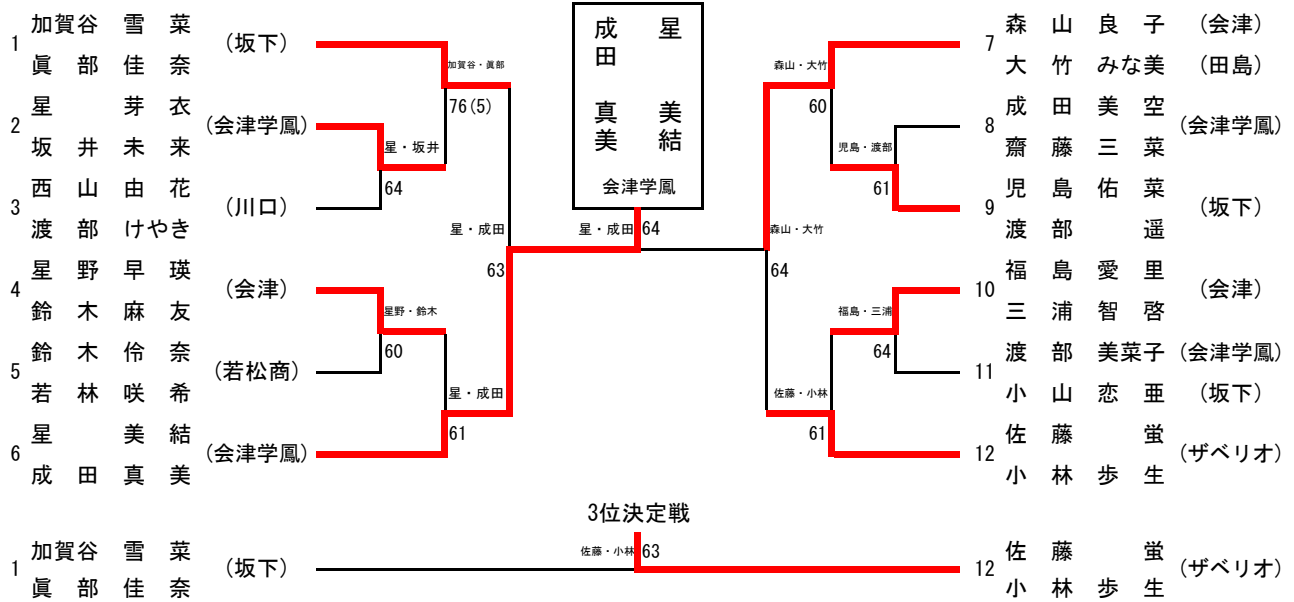 1 加賀谷 雪菜 (坂下)
眞部佳奈
2 星 芽衣 (会津学鳳)
坂井未来
3 西山由花 (川口)
渡部けやき
4 星野早瑛 (会津)
鈴木麻友
5 鈴木伶奈 (若松商)
若林咲希
6 星 美結 (会津学鳳)
成田真美
加賀谷・眞部
76(5)
星・坂井
64
星・成田
63
星野・鈴木
60
星・成田
61
星 美結
成田 真美
会津学鳳
星・成田 64
森山・大竹
60
児島・渡部
61
森山・大竹
64
福島・三浦
64
佐藤・小林
61
7 森山良子 (会津)
大竹みな美 (田島)
8 成田美空 (会津学鳳)
齋藤三菜
9 児島佑菜 (坂下)
渡部 遥
10 福島愛里 (会津)
三浦智啓
11 渡部美菜子 (会津学鳳)
小山恋亜 (坂下)
12 佐藤 蛍 (ザベリオ)
小林歩生
3位決定戦
1 加賀谷 雪菜 (坂下)
眞部佳奈
佐藤・小林 63
12 佐藤 蛍 (ザベリオ)
小林歩生